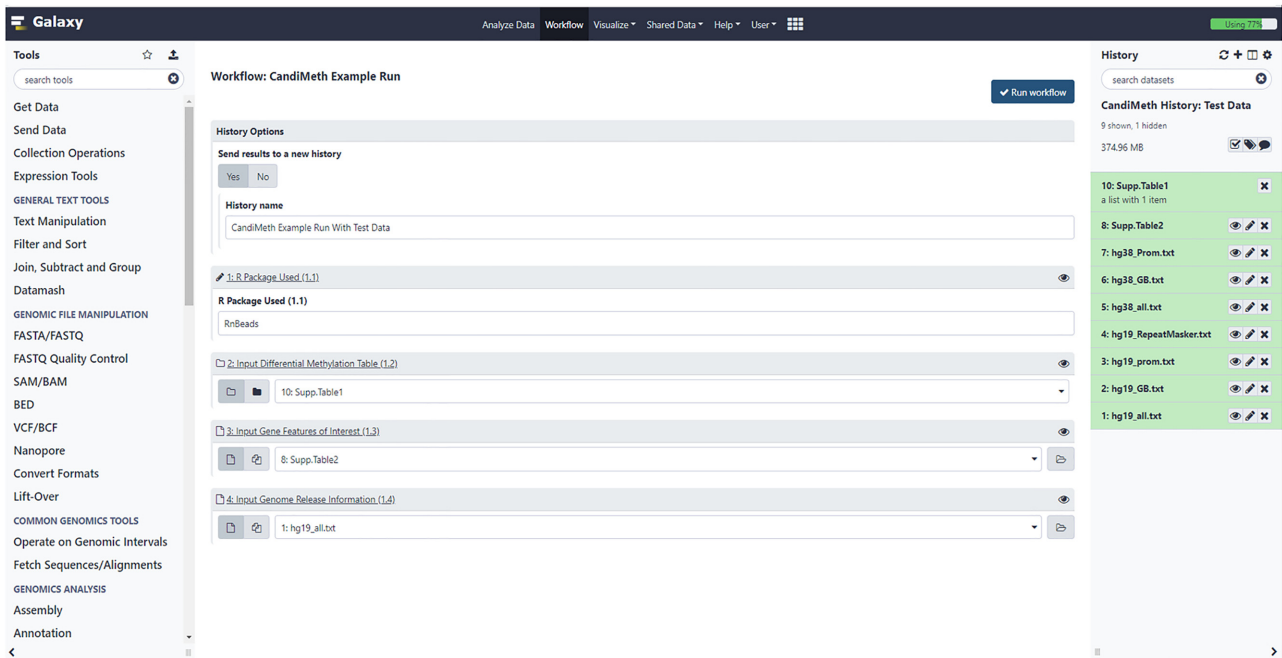 Galaxy
Analyze Data Workflow Visualize Shared Data Help User
Using 77%
Tools
search tools
Get Data
Send Data
Collection Operations
Expression Tools
GENERAL TEXT TOOLS
Text Manipulation
Filter and Sort
Join, Subtract and Group
Datamash
GENOMIC FILE MANIPULATION
FASTA/FASTQ
FASTQ Quality Control
SAM/BAM
BED
VCF/BCF
Nanopore
Convert Formats
Lift-Over
COMMON GENOMICS TOOLS
Operate on Genomic Intervals
Fetch Sequences/Alignments
GENOMICS ANALYSIS
Assembly
Annotation
Workflow: CandiMeth Example Run
Run workflow
History Options
Send results to a new history
Yes No
History name
CandiMeth Example Run With Test Data
1: R Package Used (1.1)
R Package Used (1.1)
RnBeads
2: Input Differential Methylation Table (1.2)
10: Supp.Table1
3: Input Gene Features of Interest (1.3)
8: Supp.Table2
4: Input Genome Release Information (1.4)
1: hg19_all.txt
History
search datasets
CandiMeth History: Test Data
9 shown, 1 hidden
374.96 MB
10: Supp.Table1
a list with 1 item
8: Supp.Table2
7: hg38_Prom.txt
6: hg38_GB.txt
5: hg38_all.txt
4: hg19_RepeatMasker.txt
3: hg19_prom.txt
2: hg19_GB.txt
1: hg19_all.txt